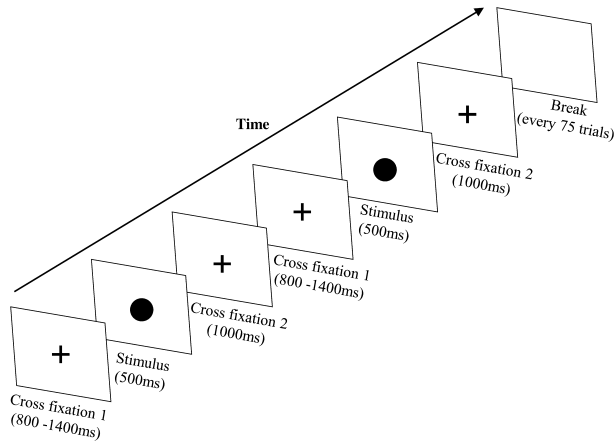 Time
Cross fixation 1
(800 -1400ms)
Stimulus
(500ms)
Cross fixation 2
(1000ms)
Cross fixation 1
(800 -1400ms)
Stimulus
(500ms)
Cross fixation 2
(1000ms)
Break
(every 75 trials)